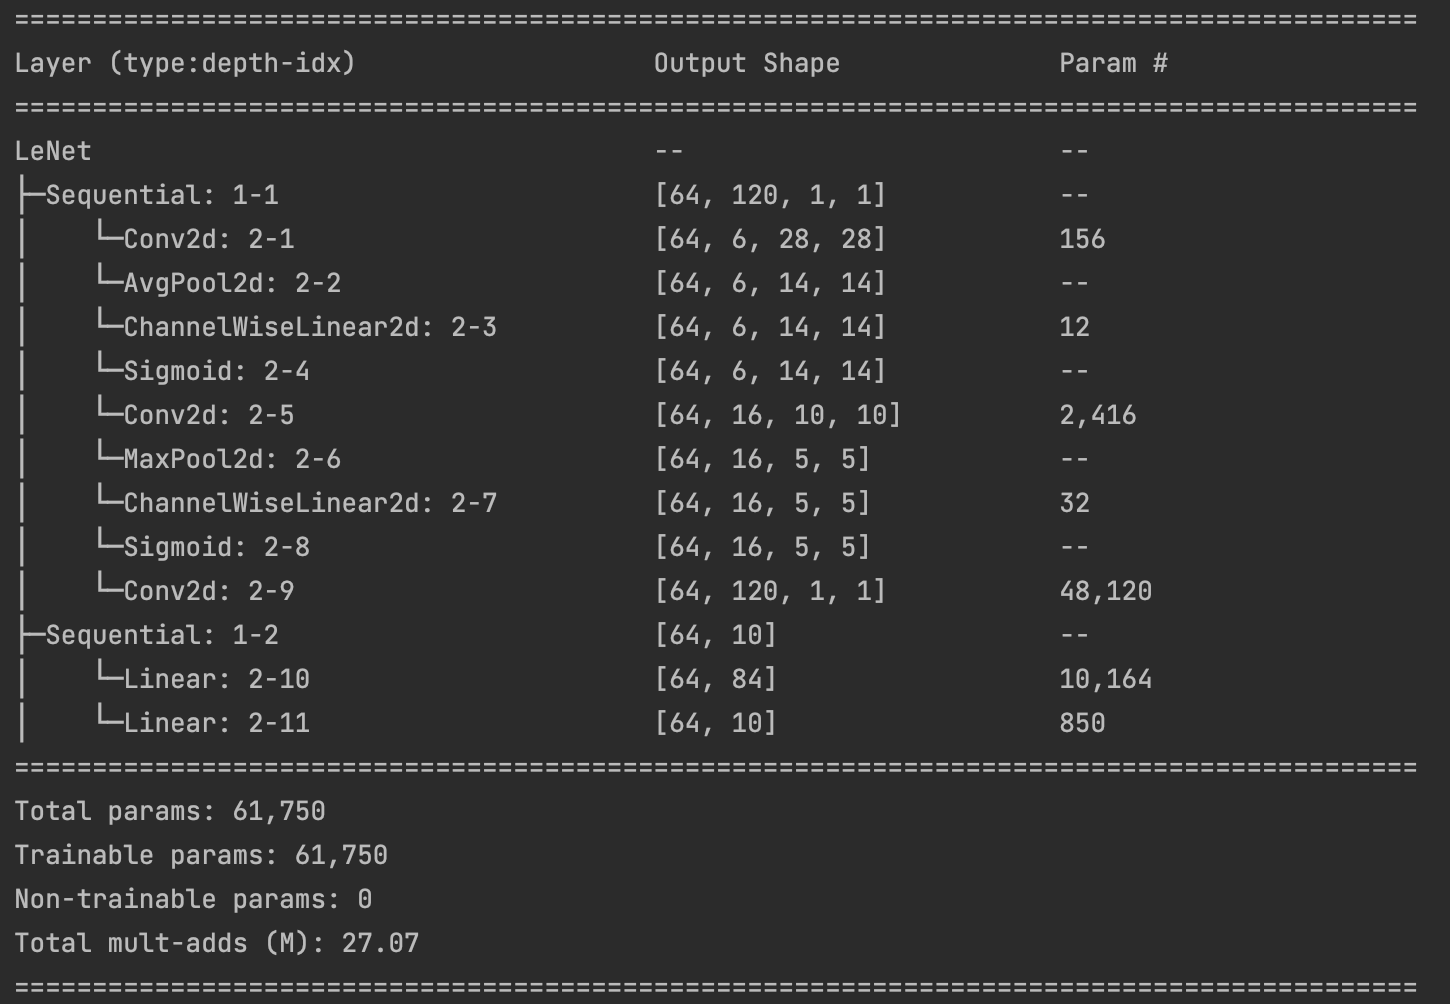 ==========================================================================================
Layer (type:depth-idx)                   Output Shape              Param #
==========================================================================================
LeNet                                    --                        --
├─Sequential: 1-1                        [64, 120, 1, 1]           --
│    └─Conv2d: 2-1                       [64, 6, 28, 28]           156
│    └─AvgPool2d: 2-2                    [64, 6, 14, 14]           --
│    └─ChannelWiseLinear2d: 2-3          [64, 6, 14, 14]           12
│    └─Sigmoid: 2-4                      [64, 6, 14, 14]           --
│    └─Conv2d: 2-5                       [64, 16, 10, 10]          2,416
│    └─MaxPool2d: 2-6                    [64, 16, 5, 5]            --
│    └─ChannelWiseLinear2d: 2-7          [64, 16, 5, 5]            32
│    └─Sigmoid: 2-8                      [64, 16, 5, 5]            --
│    └─Conv2d: 2-9                       [64, 120, 1, 1]           48,120
├─Sequential: 1-2                        [64, 10]                  --
│    └─Linear: 2-10                      [64, 84]                  10,164
│    └─Linear: 2-11                      [64, 10]                  850
==========================================================================================
Total params: 61,750
Trainable params: 61,750
Non-trainable params: 0
Total mult-adds (M): 27.07
==========================================================================================